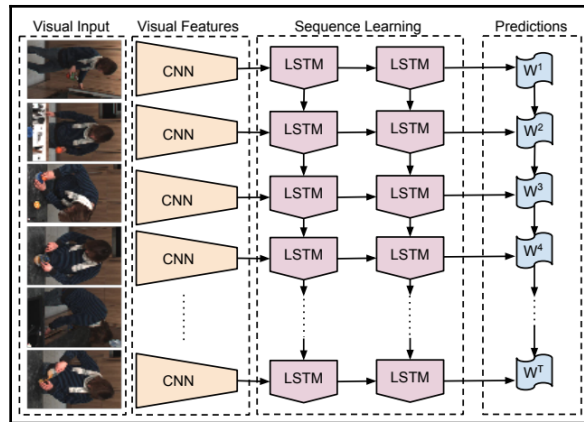 Visual Input Visual Features Sequence Learning Predictions
CNN LSTM LSTM W¹
CNN LSTM LSTM W²
CNN LSTM LSTM W³
CNN LSTM LSTM W⁴
CNN LSTM LSTM Wᵀ